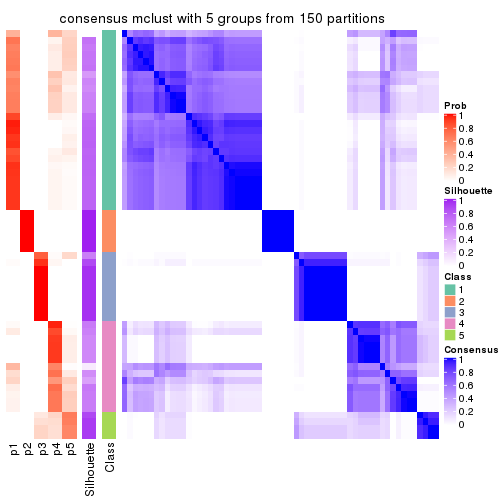 consensus mclust with 5 groups from 150 partitions
Prob
1
0.8
0.6
0.4
0.2
0
Silhouette
1
0.8
0.6
0.4
0.2
0
Class
1
2
3
4
5
Consensus
1
0.8
0.6
0.4
0.2
0
p1
p2
p3
p4
p5
Silhouette
Class